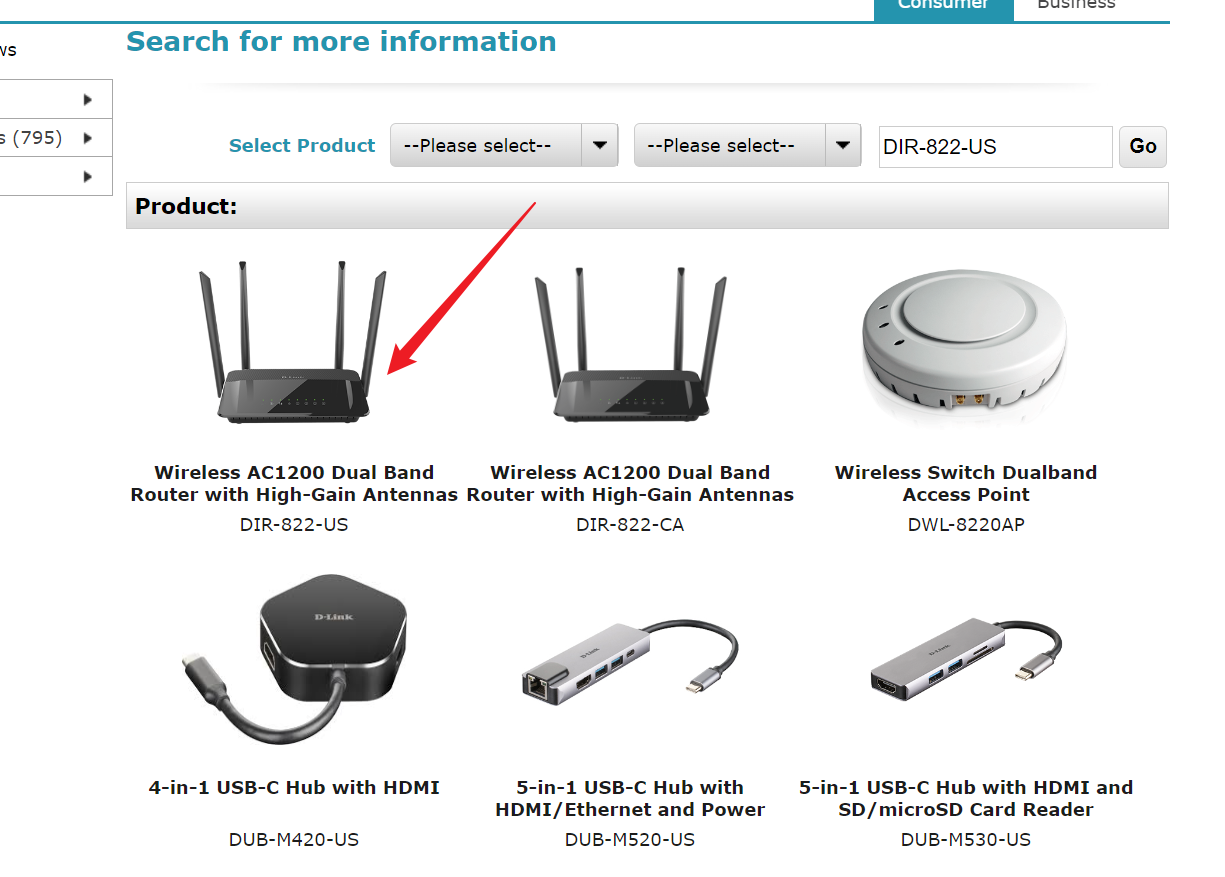 Consumer
Business
Search for more information
(795)
Select Product
--Please select--
--Please select--
DIR-822-US
Go
Product:
Wireless AC1200 Dual Band
Router with High-Gain Antennas
DIR-822-US
Wireless AC1200 Dual Band
Router with High-Gain Antennas
DIR-822-CA
Wireless Switch Dualband
Access Point
DWL-8220AP
D-Link
D-Link
D-Link
4-in-1 USB-C Hub with HDMI
DUB-M420-US
5-in-1 USB-C Hub with
HDMI/Ethernet and Power
DUB-M520-US
5-in-1 USB-C Hub with HDMI and
SD/microSD Card Reader
DUB-M530-US